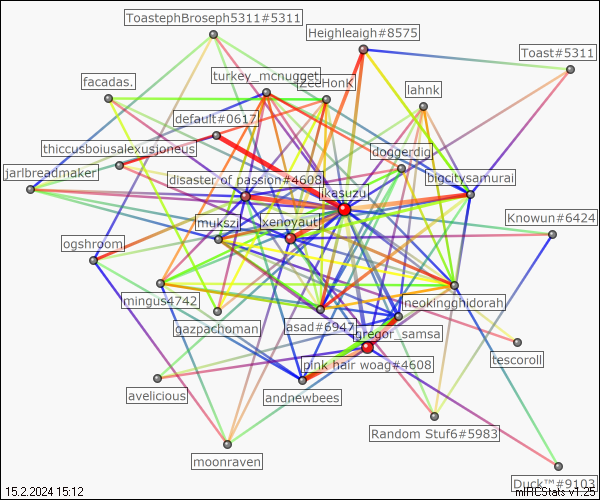 ToastephBroseph5311#5311
Heighleaigh#8575
Toast#5311
turkey_mcnugget
facadas.
IZceHonK
lahnk
default#0617
thiccusboiusalexusjoneus
doggerdig
jarlbreadmaker
disaster of passion#4608
bigcitysamurai
ikasuzu
Knowun#6424
mukszi
xenoyaut
ogshroom
mingus4742
neokingghidorah
gazpachoman
asad#6947
gregor_samsa
pink hair woag#4608
tescoroll
avelicious
andnewbees
Random Stuf6#5983
moonraven
Duck™#9103
15.2.2024 15:12
mIRCStats v1.25